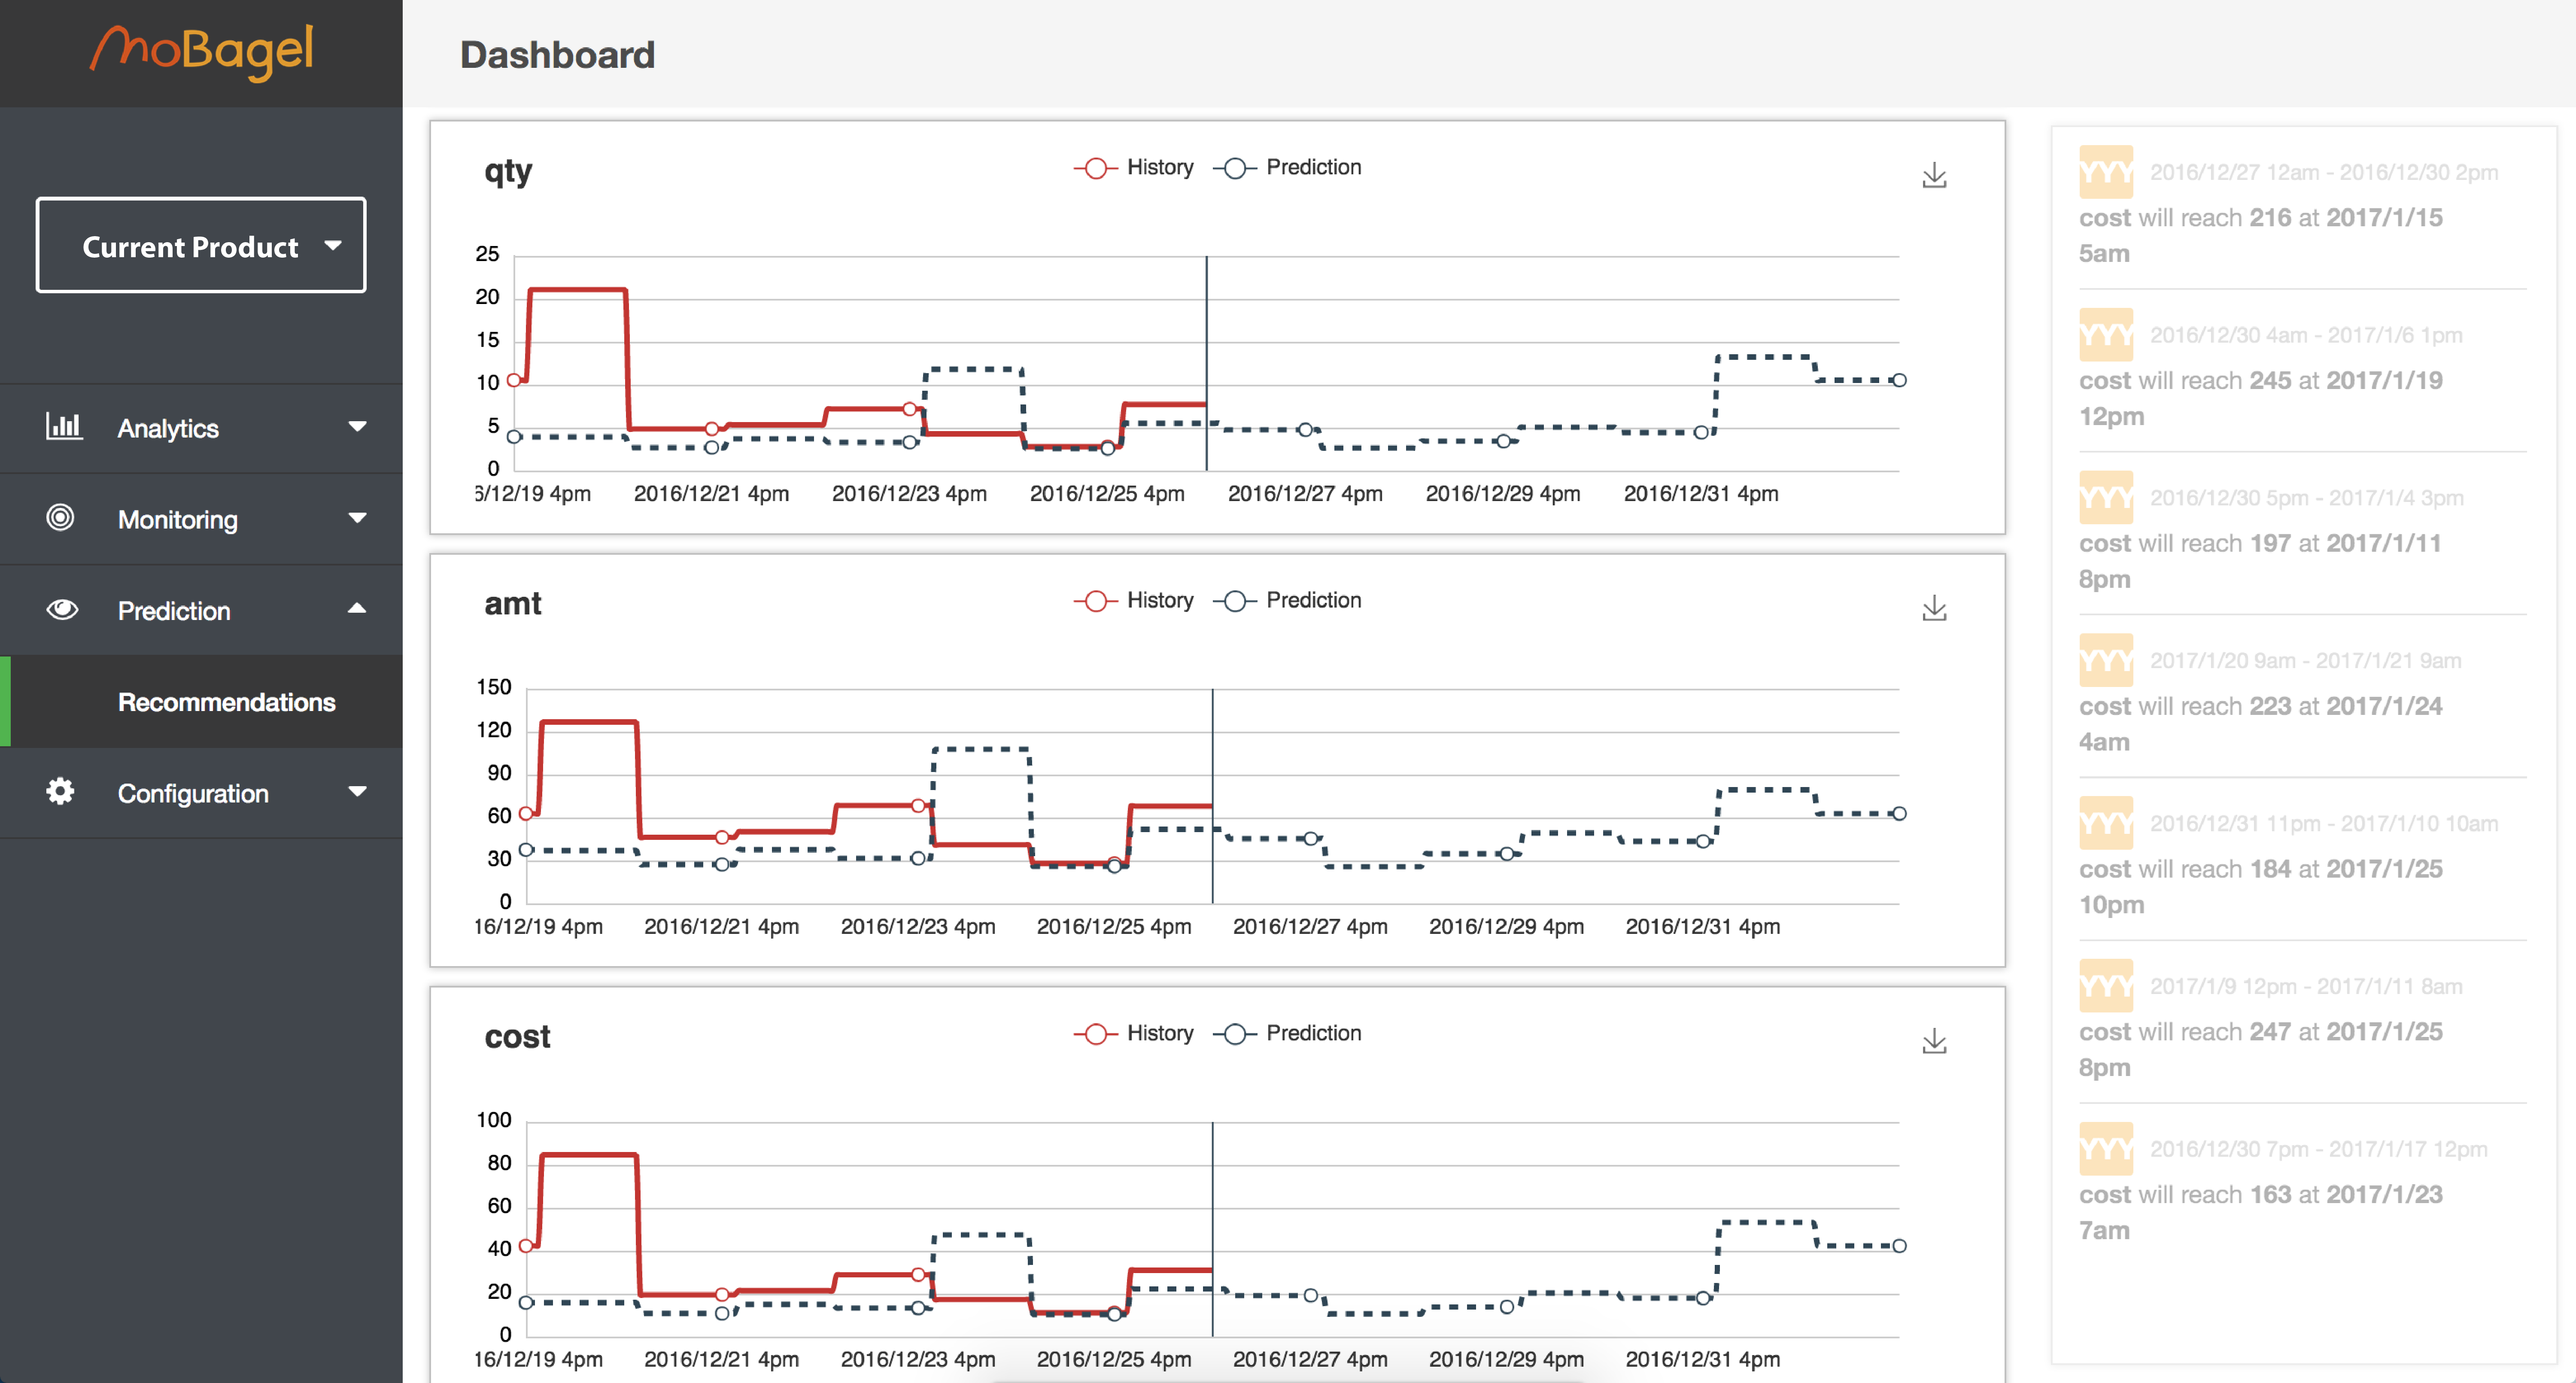 MoBagel
Dashboard
Current Product
Analytics
Monitoring
Prediction
Recommendations
Configuration
qty
History
Prediction
25
20
15
10
5
0
6/12/19 4pm
2016/12/21 4pm
2016/12/23 4pm
2016/12/25 4pm
2016/12/27 4pm
2016/12/29 4pm
2016/12/31 4pm
amt
History
Prediction
150
120
90
60
30
0
16/12/19 4pm
2016/12/21 4pm
2016/12/23 4pm
2016/12/25 4pm
2016/12/27 4pm
2016/12/29 4pm
2016/12/31 4pm
cost
History
Prediction
100
80
60
40
20
0
16/12/19 4pm
2016/12/21 4pm
2016/12/23 4pm
2016/12/25 4pm
2016/12/27 4pm
2016/12/29 4pm
2016/12/31 4pm
YYY 2016/12/27 12am - 2016/12/30 2pm
cost will reach 216 at 2017/1/15
5am
YYY 2016/12/30 4am - 2017/1/6 1pm
cost will reach 245 at 2017/1/19
12pm
YYY 2016/12/30 5pm - 2017/1/4 3pm
cost will reach 197 at 2017/1/11
8pm
YYY 2017/1/20 9am - 2017/1/21 9am
cost will reach 223 at 2017/1/24
4am
YYY 2016/12/31 11pm - 2017/1/10 10am
cost will reach 184 at 2017/1/25
10pm
YYY 2017/1/9 12pm - 2017/1/11 8am
cost will reach 247 at 2017/1/25
8pm
YYY 2016/12/30 7pm - 2017/1/17 12pm
cost will reach 163 at 2017/1/23
7am